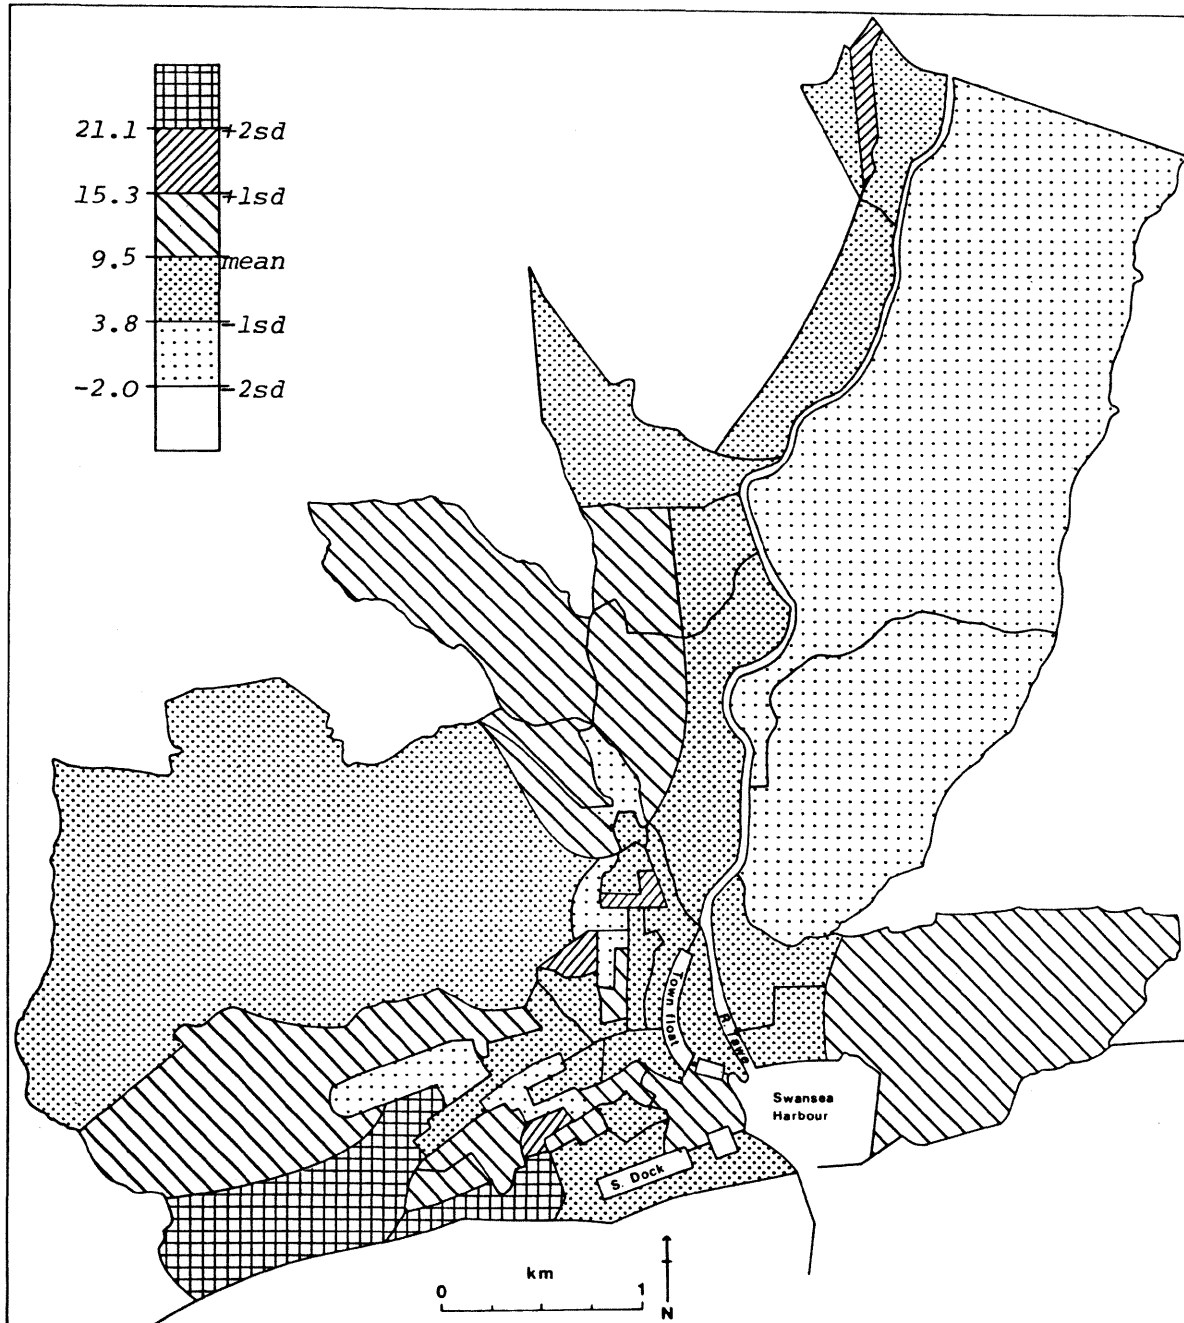 21.1 +2sd
15.3 +1sd
9.5 mean
3.8 -1sd
-2.0 -2sd
Town float
R. Tawe
Swansea
Harbour
S. Dock
km
0 1
N